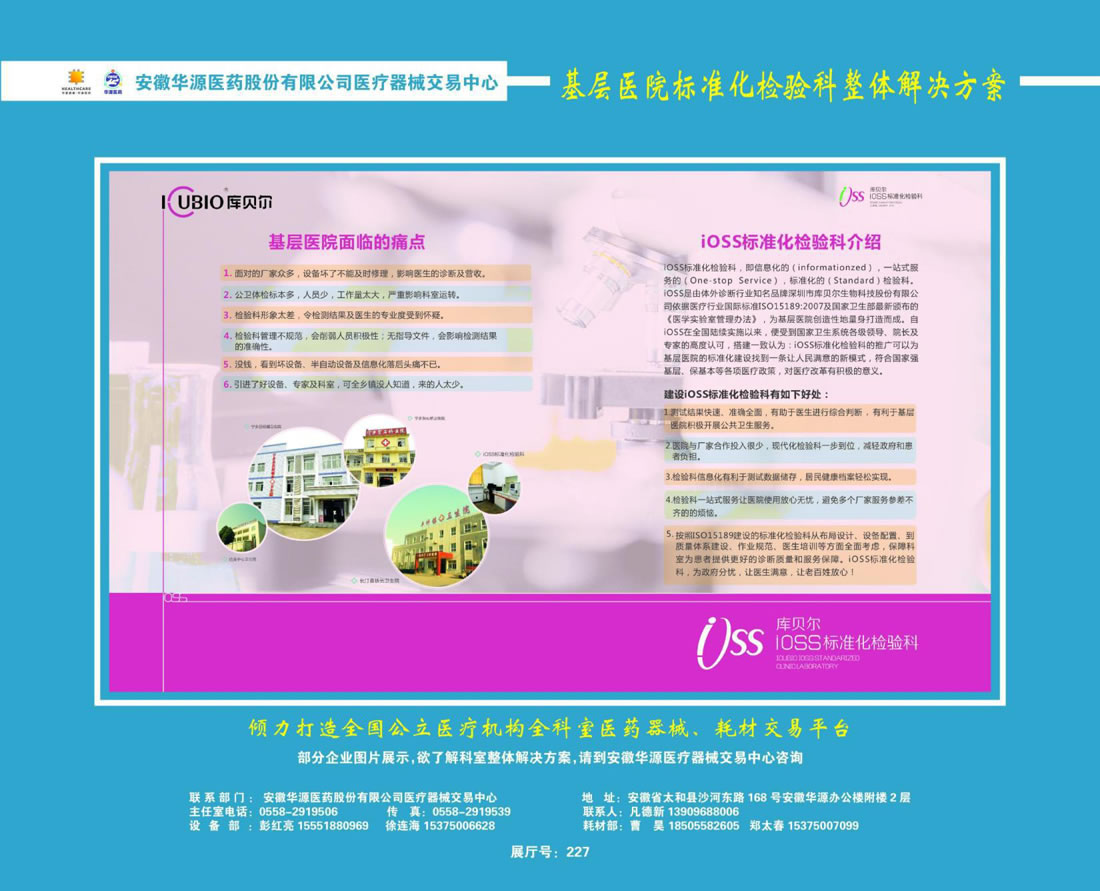 HEALTHCARE
华源医药
安徽华源医药股份有限公司医疗器械交易中心
基层医院标准化检验科整体解决方案
ICUBIO®库贝尔
基层医院面临的痛点
1. 面对的厂家众多，设备坏了不能及时修理，影响医生的诊断及营收。
2. 公卫体检标本多，人员少，工作量太大，严重影响科室运转。
3. 检验科形象太差，令检测结果及医生的专业度受到怀疑。
4. 检验科管理不规范，会削弱人员积极性；无指导文件，会影响检测结果
的准确性。
5. 没钱，看到坏设备、半自动设备及信息化落后头痛不已。
6. 引进了好设备、专家及科室，可全乡镇没人知道，来的人太少。
iOSS标准化检验科
iOSS
库贝尔
iOSS标准化检验科
iOSS标准化检验科介绍
iOSS标准化检验科，即信息化的（informationzed），一站式服
务的（One-stop Service），标准化的（Standard）检验科。
iOSS是由体外诊断行业知名品牌深圳市库贝尔生物科技股份有限公
司依据医疗行业国际标准ISO15189:2007及国家卫生部最新颁布的
《医学实验室管理办法》，为基层医院创造性地量身打造而成。自
iOSS在全国陆续实施以来，便受到国家卫生系统各级领导、院长及
专家的高度认可，搭建一致认为：iOSS标准化检验科的推广可以为
基层医院的标准化建设找到一条让人民满意的新模式，符合国家强
基层、保基本等各项医疗政策，对医疗改革有积极的意义。
建设iOSS标准化检验科有如下好处：
1.测试结果快速、准确全面，有助于医生进行综合判断，有利于基层
医院积极开展公共卫生服务。
2.医院与厂家合作投入很少，现代化检验科一步到位，减轻政府和患
者负担。
3.检验科信息化有利于测试数据储存，居民健康档案轻松实现。
4.检验科一站式服务让医院使用放心无忧，避免多个厂家服务参差不
齐的的烦恼。
5. 按照ISO15189建设的标准化检验科从布局设计、设备配置、到
质量体系建设、作业规范、医生培训等方面全面考虑，保障科
室为患者提供更好的诊断质量和服务保障。iOSS标准化检验
科，为政府分忧，让医生满意，让老百姓放心！
iOSS
iOSS
库贝尔
iOSS标准化检验科
ICUBIO IOSS STANDARIZED
CLINIC LABORATORY
倾力打造全国公立医疗机构全科室医药器械、耗材交易平台
部分企业图片展示,欲了解科室整体解决方案,请到安徽华源医疗器械交易中心咨询
联系部门：安徽华源医药股份有限公司医疗器械交易中心
主任室电话：0558-2919506 传 真：0558-2919539
设 备 部：彭红亮 15551880969 徐连海 15375006628
地 址：安徽省太和县沙河东路 168 号安徽华源办公楼附楼 2 层
联系人：凡德新 13909688006
耗材部：曹 昊 18505582605 郑太春 15375007099
展厅号：227